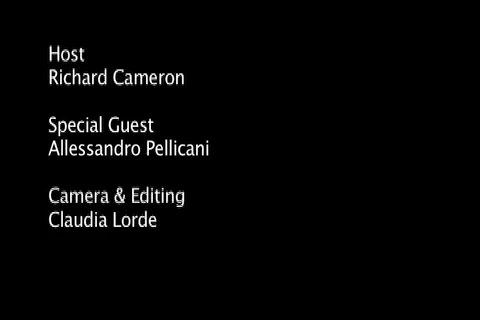 Host
Richard Cameron
Special Guest
Allessandro Pellicani
Camera & Editing
Claudia Lorde